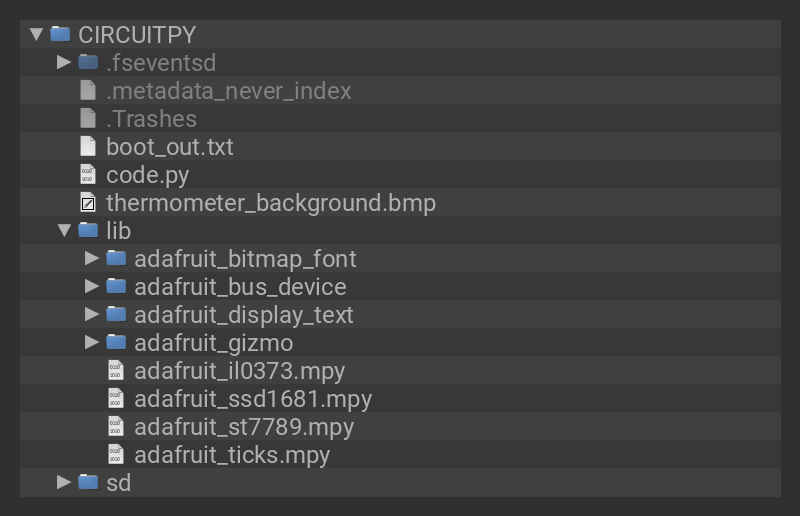 CIRCUITPY
.fseventsd
.metadata_never_index
.Trashes
boot_out.txt
code.py
thermometer_background.bmp
lib
adafruit_bitmap_font
adafruit_bus_device
adafruit_display_text
adafruit_gizmo
adafruit_il0373.mpy
adafruit_ssd1681.mpy
adafruit_st7789.mpy
adafruit_ticks.mpy
sd